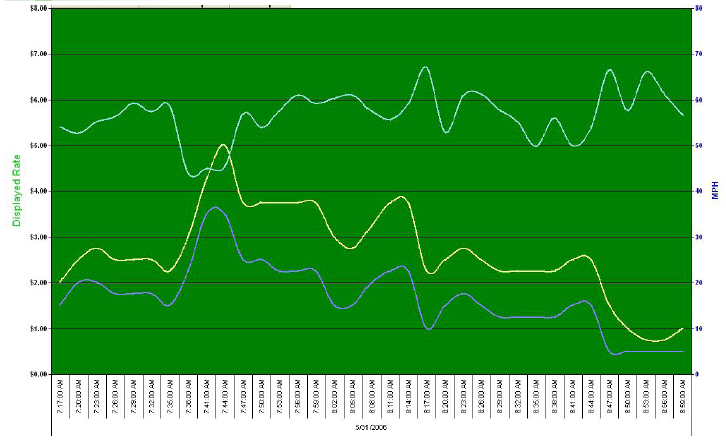 $8.00
$7.00
$6.00
$5.00
$4.00
$3.00
$2.00
$1.00
$0.00
Displayed Rate
80
70
60
50
40
30
20
10
0
MPH
7:17:00 AM
7:20:00 AM
7:23:00 AM
7:26:00 AM
7:29:00 AM
7:32:00 AM
7:35:00 AM
7:38:00 AM
7:41:00 AM
7:44:00 AM
7:47:00 AM
7:50:00 AM
7:53:00 AM
7:56:00 AM
7:59:00 AM
8:02:00 AM
8:05:00 AM
8:08:00 AM
8:11:00 AM
8:14:00 AM
8:17:00 AM
8:20:00 AM
8:23:00 AM
8:26:00 AM
8:29:00 AM
8:32:00 AM
8:35:00 AM
8:38:00 AM
8:41:00 AM
8:44:00 AM
8:47:00 AM
8:50:00 AM
8:53:00 AM
8:56:00 AM
8:59:00 AM
5/31/2006